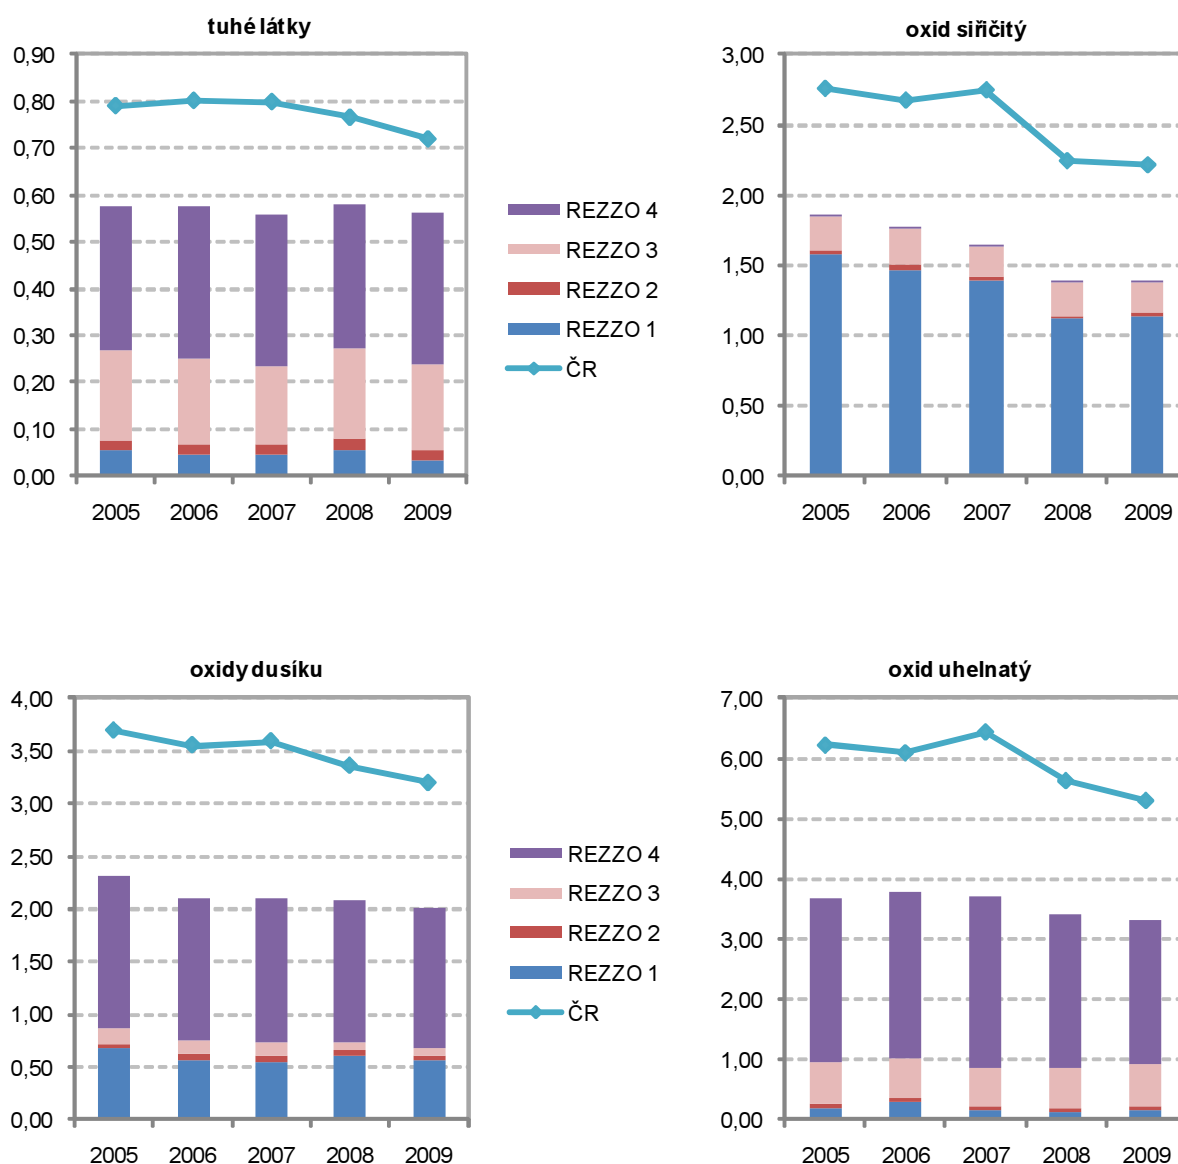 tuhé látky
0,90
0,80
0,70
0,60
0,50
0,40
0,30
0,20
0,10
0,00
2005 2006 2007 2008 2009
REZZO 4
REZZO 3
REZZO 2
REZZO 1
ČR
oxid siřičitý
3,00
2,50
2,00
1,50
1,00
0,50
0,00
2005 2006 2007 2008 2009
oxidy dusíku
4,00
3,50
3,00
2,50
2,00
1,50
1,00
0,50
0,00
2005 2006 2007 2008 2009
REZZO 4
REZZO 3
REZZO 2
REZZO 1
ČR
oxid uhelnatý
7,00
6,00
5,00
4,00
3,00
2,00
1,00
0,00
2005 2006 2007 2008 2009